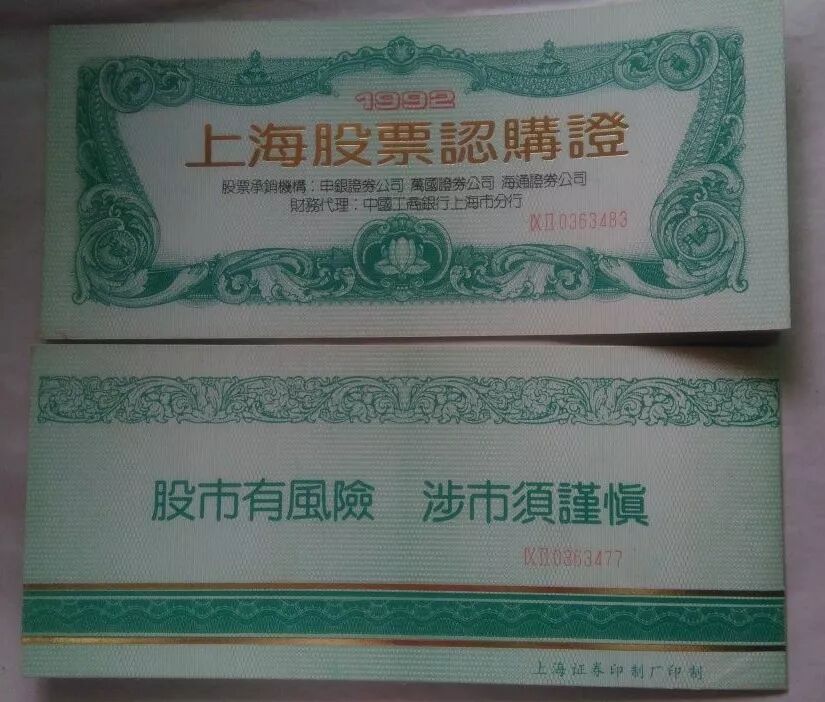 1992
上海股票認購證
股票承銷機構：申銀證券公司 萬國證券公司 海通證券公司
財務代理：中國工商銀行上海市分行
IXII0363483
股市有風險 涉市須謹慎
IXII0363477
上海证券印制厂印制